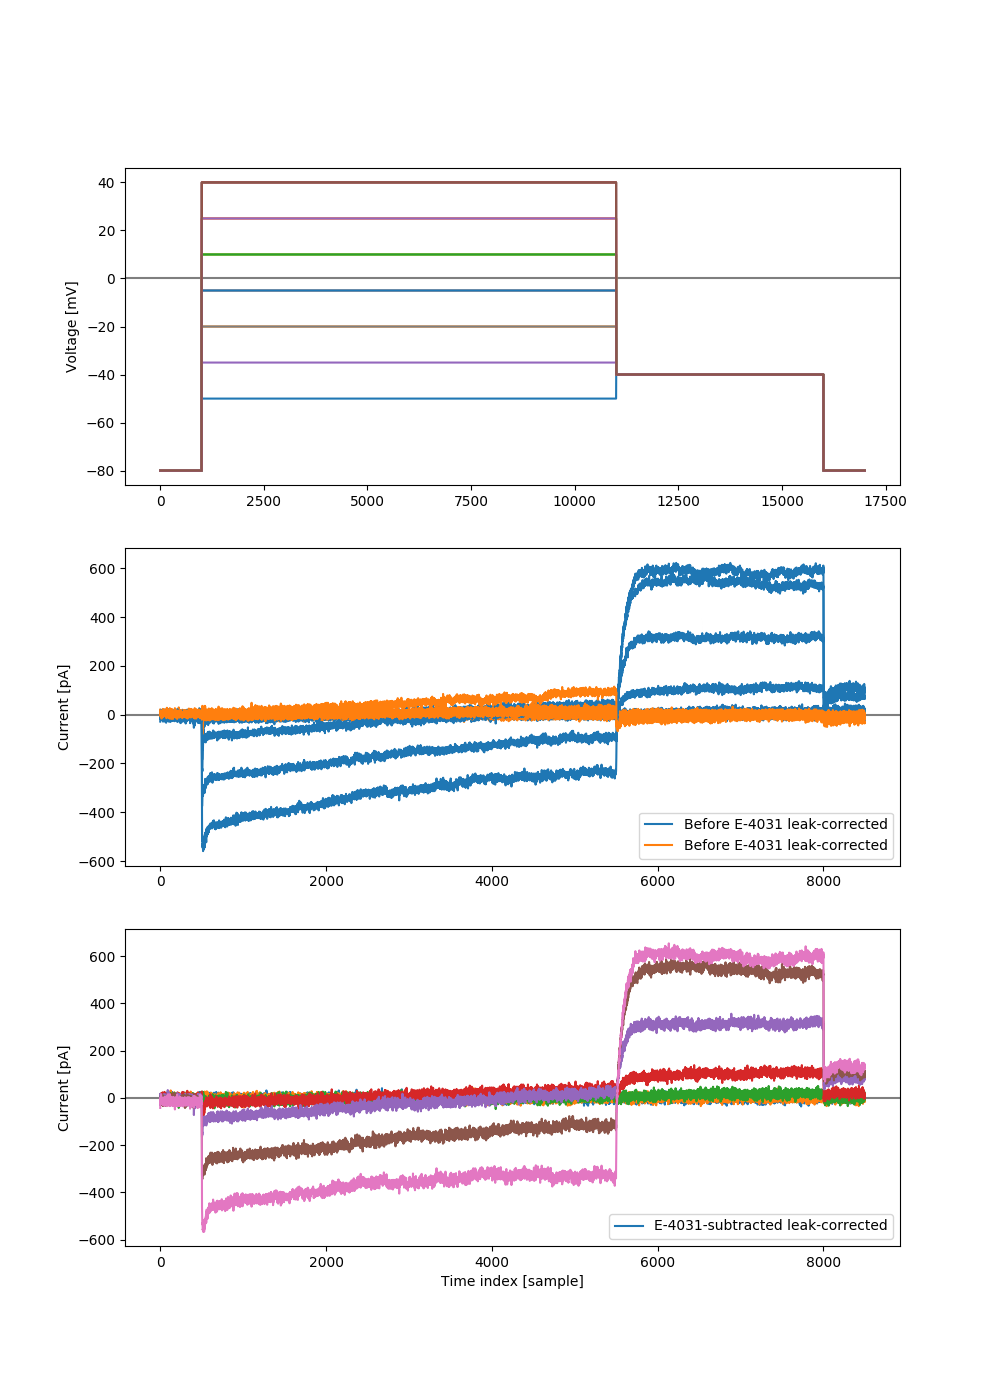 40
20
0
−20
−40
−60
−80
Voltage [mV]
0 2500 5000 7500 10000 12500 15000 17500
600
400
200
0
−200
−400
−600
Current [pA]
Before E-4031 leak-corrected
Before E-4031 leak-corrected
0 2000 4000 6000 8000
600
400
200
0
−200
−400
−600
Current [pA]
E-4031-subtracted leak-corrected
0 2000 4000 6000 8000
Time index [sample]